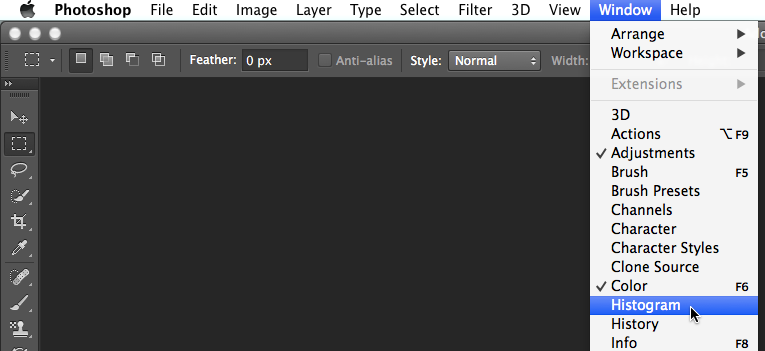 Photoshop File Edit Image Layer Type Select Filter 3D View Window Help
Feather: 0 px Anti-alias Style: Normal Width:
Arrange
Workspace
Extensions
3D
Actions ⌥ F9
Adjustments
Brush F5
Brush Presets
Channels
Character
Character Styles
Clone Source
Color F6
Histogram
History
Info F8